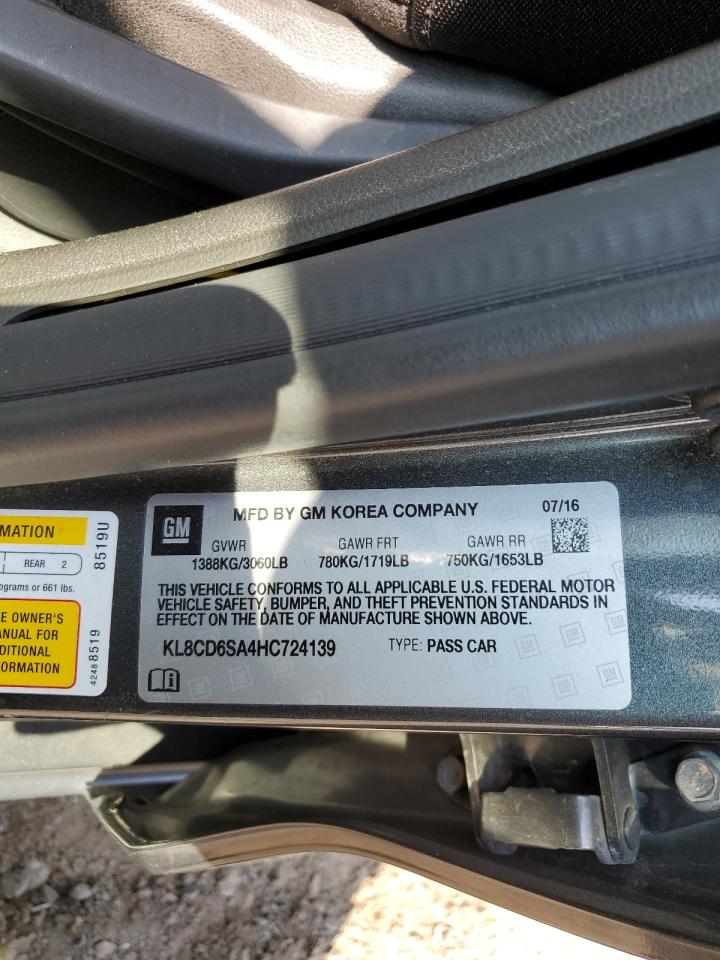 MATION
REAR 2
ograms or 661 lbs.
E OWNER'S
ANUAL FOR
DITIONAL
FORMATION
8519U
42488519
GM
MFD BY GM KOREA COMPANY
07/16
GVWR
GAWR FRT
GAWR RR
1388KG/3060LB
780KG/1719LB
750KG/1653LB
THIS VEHICLE CONFORMS TO ALL APPLICABLE U.S. FEDERAL MOTOR
VEHICLE SAFETY, BUMPER, AND THEFT PREVENTION STANDARDS IN
EFFECT ON THE DATE OF MANUFACTURE SHOWN ABOVE.
KL8CD6SA4HC724139
TYPE: PASS CAR